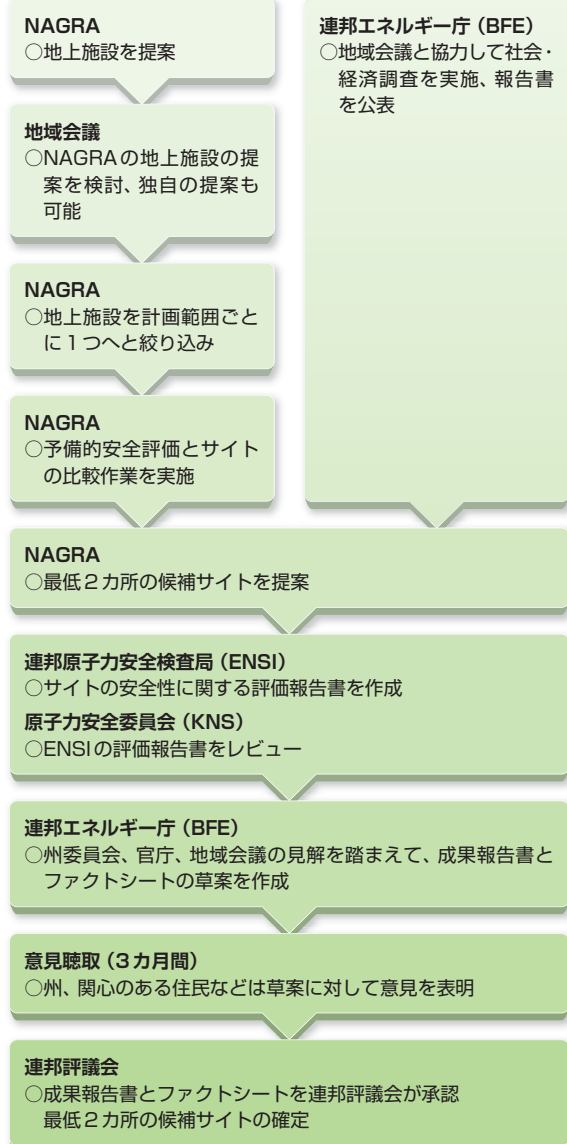 NAGRA
○地上施設を提案
地域会議
○NAGRAの地上施設の提
案を検討、独自の提案も
可能
NAGRA
○地上施設を計画範囲ごと
に1つへと絞り込み
NAGRA
○予備的安全評価とサイト
の比較作業を実施
連邦エネルギー庁（BFE）
○地域会議と協力して社会・
経済調査を実施、報告書
を公表
NAGRA
○最低2カ所の候補サイトを提案
連邦原子力安全検査局（ENSI）
○サイトの安全性に関する評価報告書を作成
原子力安全委員会（KNS）
○ENSIの評価報告書をレビュー
連邦エネルギー庁（BFE）
○州委員会、官庁、地域会議の見解を踏まえて、成果報告書と
ファクトシートの草案を作成
意見聴取（3カ月間）
○州、関心のある住民などは草案に対して意見を表明
連邦評議会
○成果報告書とファクトシートを連邦評議会が承認
最低2カ所の候補サイトの確定